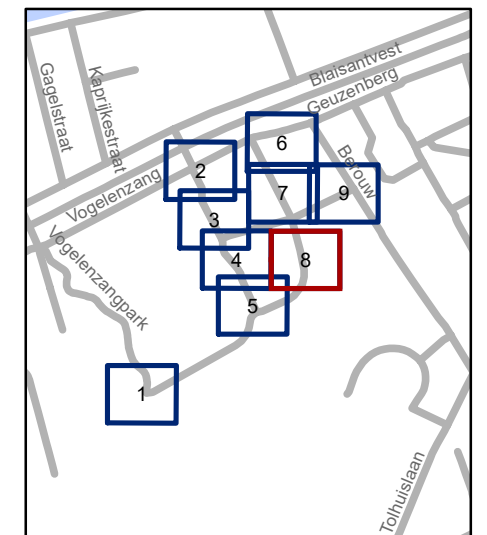 Blaisantvest
Geuzenberg
Gagelstraat
Kaprijkestraat
Berouw
Vogelenzang
Vogelenzangpark
Tolhuislaan
6
2
7
9
3
4
8
5
1